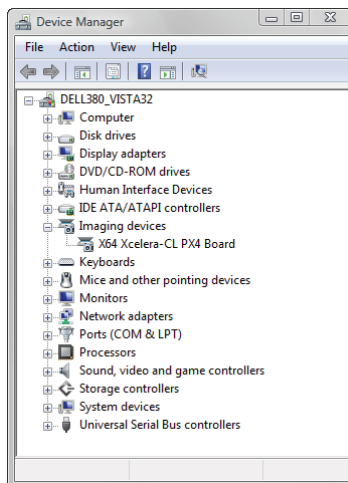 Device Manager
File Action View Help
DELL380_VISTA32
Computer
Disk drives
Display adapters
DVD/CD-ROM drives
Human Interface Devices
IDE ATA/ATAPI controllers
Imaging devices
X64 Xcelera-CL PX4 Board
Keyboards
Mice and other pointing devices
Monitors
Network adapters
Ports (COM & LPT)
Processors
Sound, video and game controllers
Storage controllers
System devices
Universal Serial Bus controllers